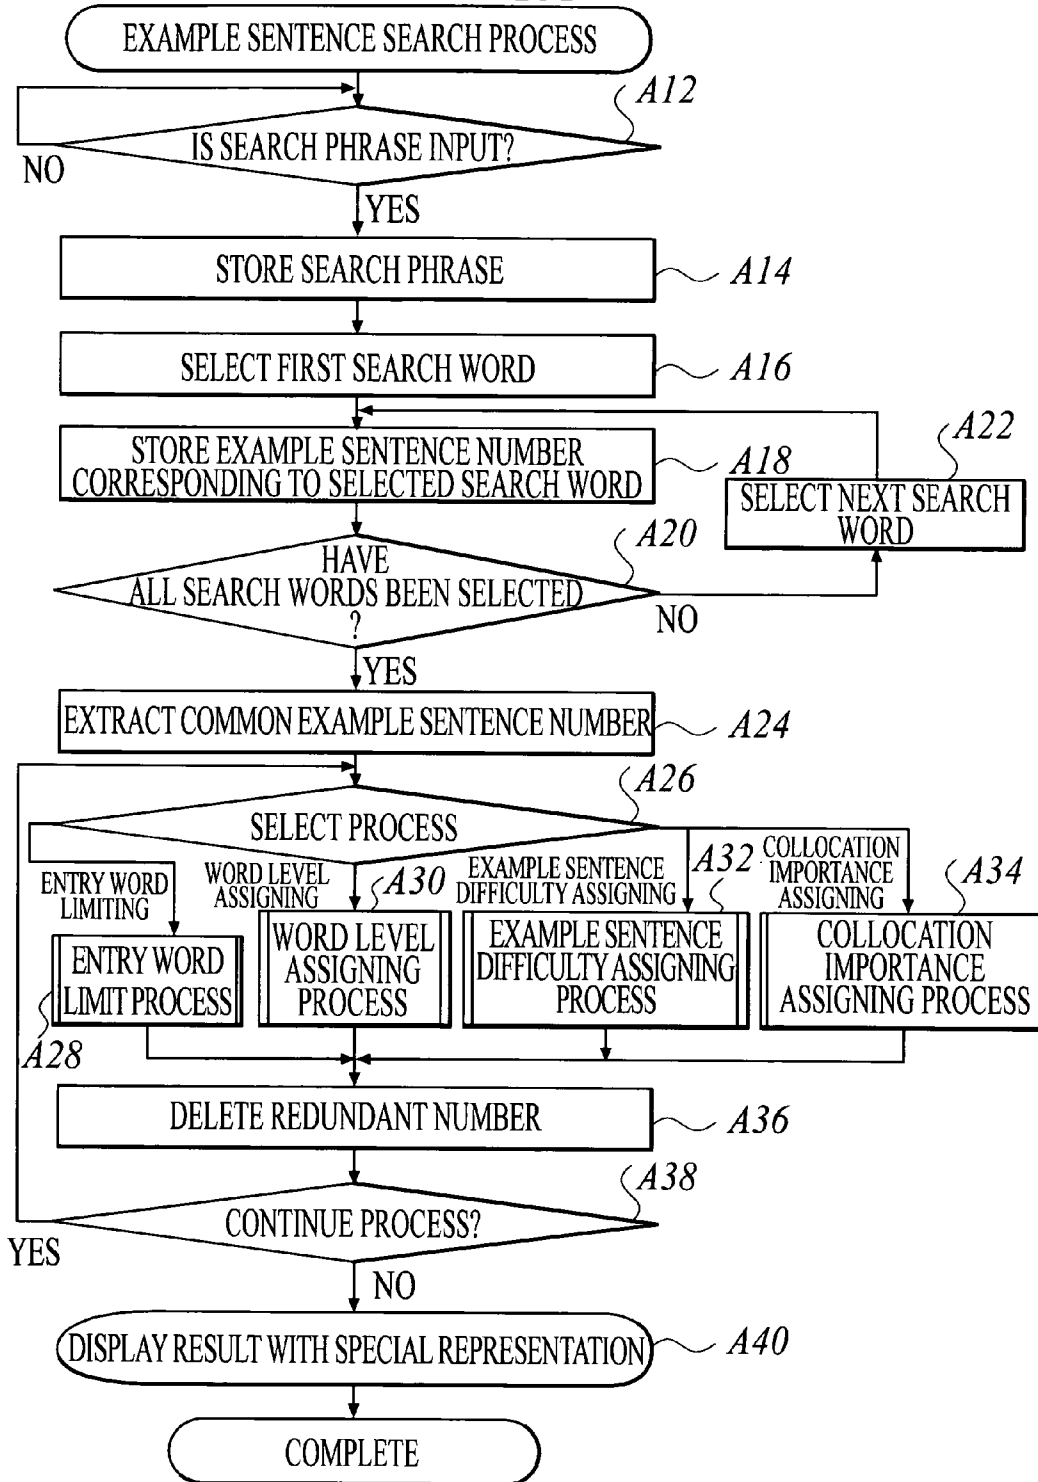 EXAMPLE SENTENCE SEARCH PROCESS
A12
IS SEARCH PHRASE INPUT?
NO
YES
STORE SEARCH PHRASE
A14
SELECT FIRST SEARCH WORD
A16
STORE EXAMPLE SENTENCE NUMBER
CORRESPONDING TO SELECTED SEARCH WORD
A18
A22
SELECT NEXT SEARCH
WORD
A20
HAVE
ALL SEARCH WORDS BEEN SELECTED
?
NO
YES
EXTRACT COMMON EXAMPLE SENTENCE NUMBER
A24
A26
SELECT PROCESS
ENTRY WORD
LIMITING
WORD LEVEL
ASSIGNING
A30
EXAMPLE SENTENCE
DIFFICULTY ASSIGNING
A32
COLLOCATION
IMPORTANCE
ASSIGNING
A34
ENTRY WORD
LIMIT PROCESS
A28
WORD LEVEL
ASSIGNING
PROCESS
EXAMPLE SENTENCE
DIFFICULTY ASSIGNING
PROCESS
COLLOCATION
IMPORTANCE
ASSIGNING PROCESS
DELETE REDUNDANT NUMBER
A36
A38
CONTINUE PROCESS?
YES
NO
DISPLAY RESULT WITH SPECIAL REPRESENTATION
A40
COMPLETE